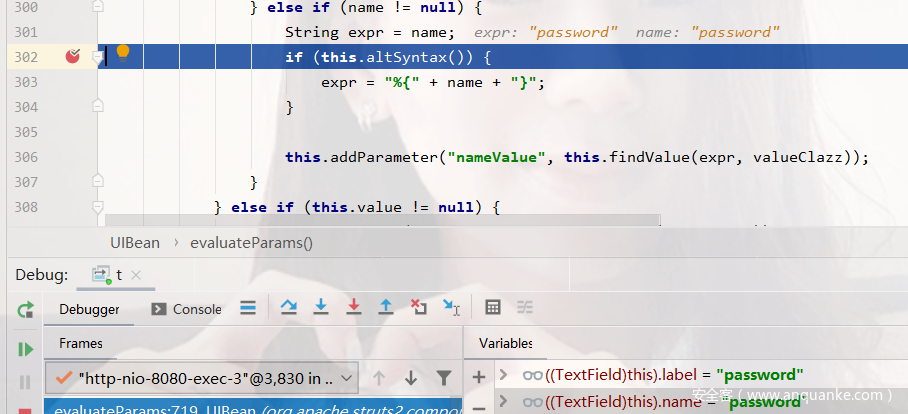 300 } else if (name != null) {
301 String expr = name; expr: "password" name: "password"
302 if (this.altSyntax()) {
303 expr = "%{" + name + "}";
304 }
305
306 this.addParameter("nameValue", this.findValue(expr, valueClazz));
307 }
308 } else if (this.value != null) {
UIBean › evaluateParams()
Debug: t ×
Debugger Console
Frames Variables
"http-nio-8080-exec-3"@3,830 in ..
((TextField)this).label = "password"
((TextField)this).name = "password
安全客（www.anquanke.com）
evaluateParams:719, UIBean (org.apache.struts2.compo